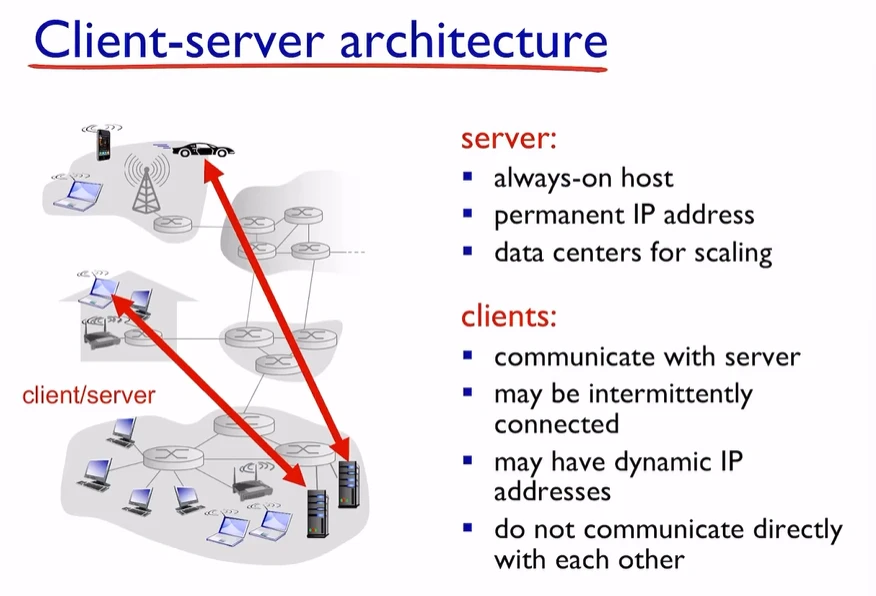 Client-server architecture
server:
always-on host
permanent IP address
data centers for scaling
clients:
communicate with server
may be intermittently
connected
may have dynamic IP
addresses
do not communicate directly
with each other
client/server